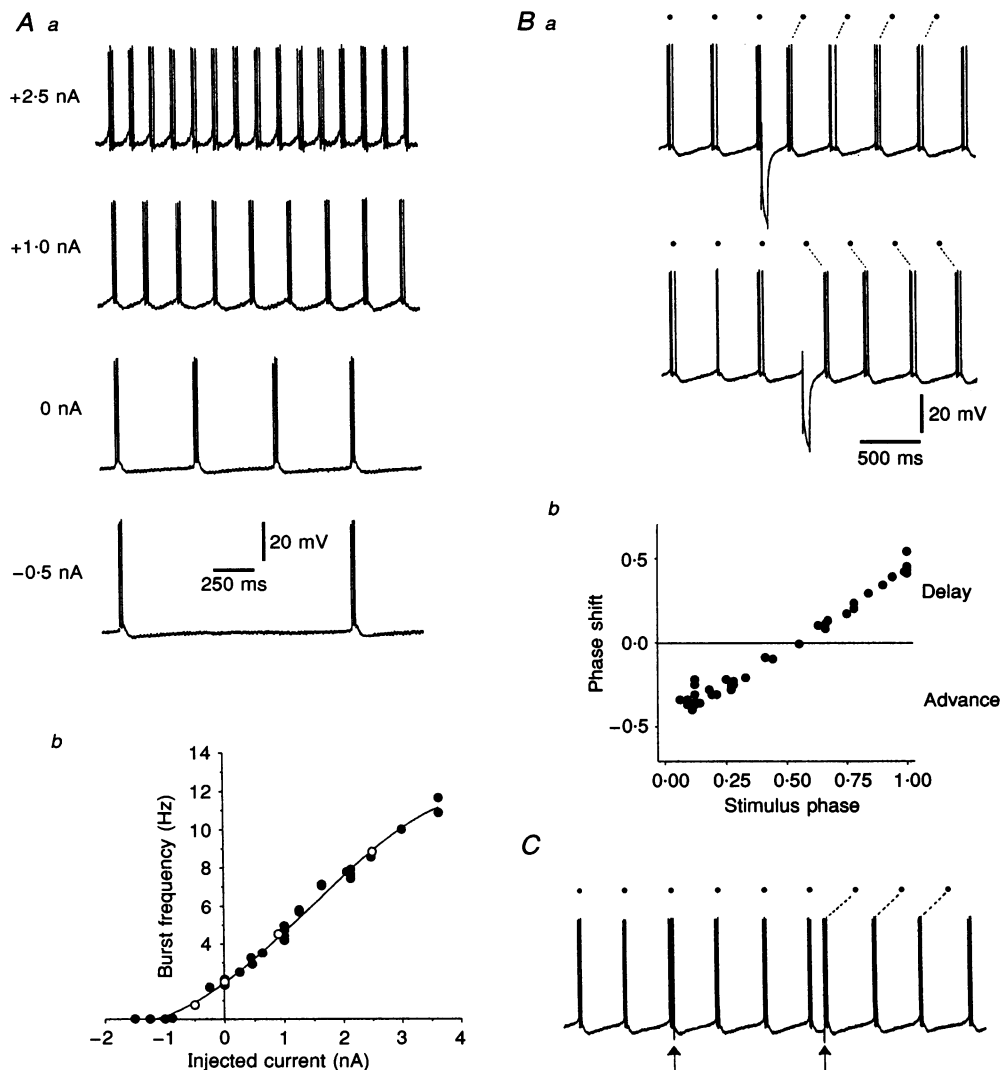 A a
+2·5 nA
+1·0 nA
0 nA
−0·5 nA
20 mV
250 ms
b
Burst frequency (Hz)
14
12
10
8
6
4
2
−2 −1 0 1 2 3 4
Injected current (nA)
B a
20 mV
500 ms
b
Phase shift
0·5
0·0
−0·5
Delay
Advance
0·00 0·25 0·50 0·75 1·00
Stimulus phase
C